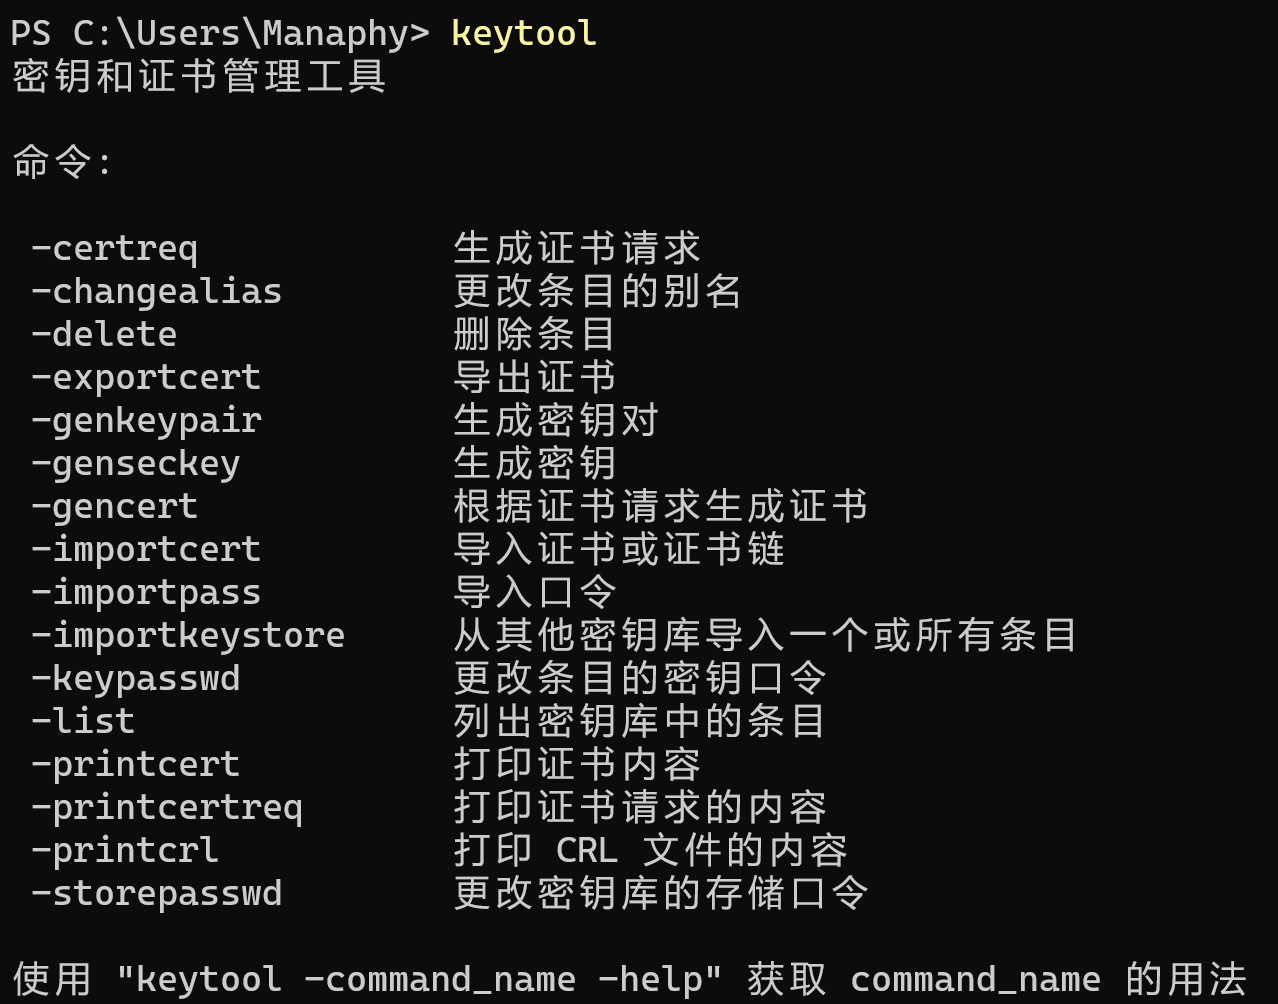 PS C:\Users\Manaphy> keytool
密钥和证书管理工具
命令:
-certreq 生成证书请求
-changealias 更改条目的别名
-delete 删除条目
-exportcert 导出证书
-genkeypair 生成密钥对
-genseckey 生成密钥
-gencert 根据证书请求生成证书
-importcert 导入证书或证书链
-importpass 导入口令
-importkeystore 从其他密钥库导入一个或所有条目
-keypasswd 更改条目的密钥口令
-list 列出密钥库中的条目
-printcert 打印证书内容
-printcertreq 打印证书请求的内容
-printcrl 打印 CRL 文件的内容
-storepasswd 更改密钥库的存储口令
使用 "keytool -command_name -help" 获取 command_name 的用法